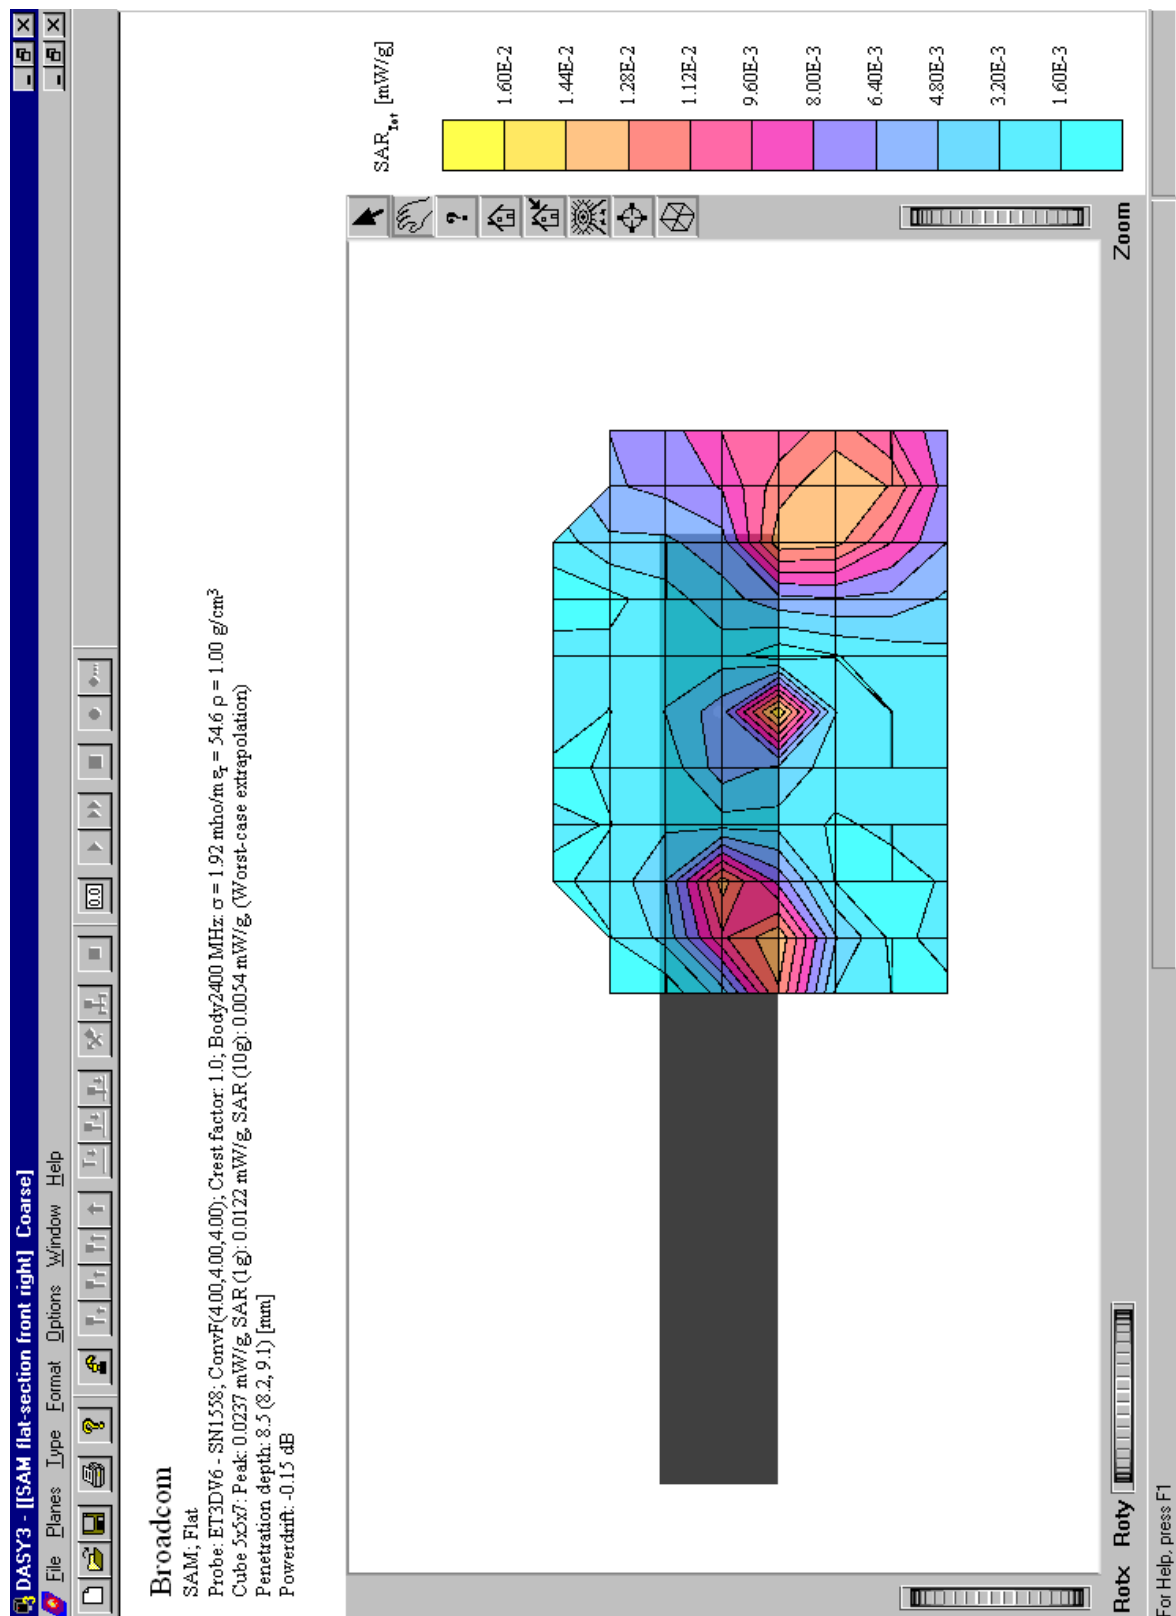 DASY3 - [[SAM flat-section front right] Coarse]
File Planes Type Format Options Window Help
0.0
Broadcom
SAM; Flat
Probe: ET3DV6 - SN1558; ConvF(4.00,4.00,4.00); Crest factor: 1.0; Body2400 MHz: σ = 1.92 mho/m εr = 54.6 ρ = 1.00 g/cm³
Cube 5x5x7: Peak: 0.0237 mW/g, SAR (1g): 0.0122 mW/g, SAR (10g): 0.0054 mW/g, (Worst-case extrapolation)
Penetration depth: 8.5 (8.2, 9.1) [mm]
Powerdrift: -0.15 dB
SARTot [mW/g]
1.60E-2
1.44E-2
1.28E-2
1.12E-2
9.60E-3
8.00E-3
6.40E-3
4.80E-3
3.20E-3
1.60E-3
Rotx Roty Zoom
For Help, press F1